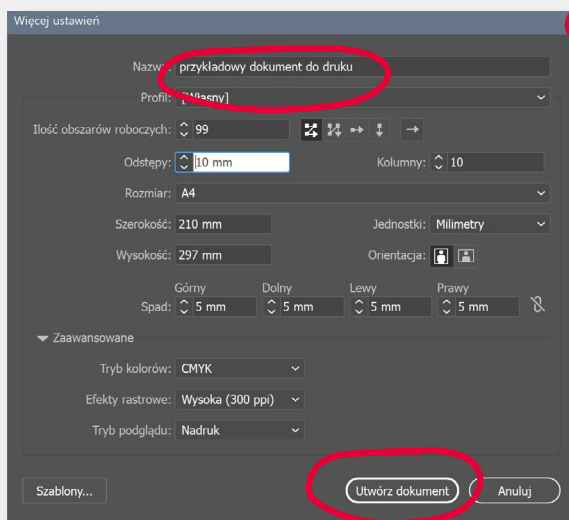 Więcej ustawień
Nazwa: przykładowy dokument do druku
Profil: [Własny]
Ilość obszarów roboczych: 99
Odstępy: 10 mm Kolumny: 10
Rozmiar: A4
Szerokość: 210 mm Jednostki: Milimetry
Wysokość: 297 mm Orientacja:
Górny Dolny Lewy Prawy
Spad: 5 mm 5 mm 5 mm 5 mm
Zaawansowane
Tryb kolorów: CMYK
Efekty rastrowe: Wysoka (300 ppi)
Tryb podglądu: Nadruk
Szablony... Utwórz dokument Anuluj